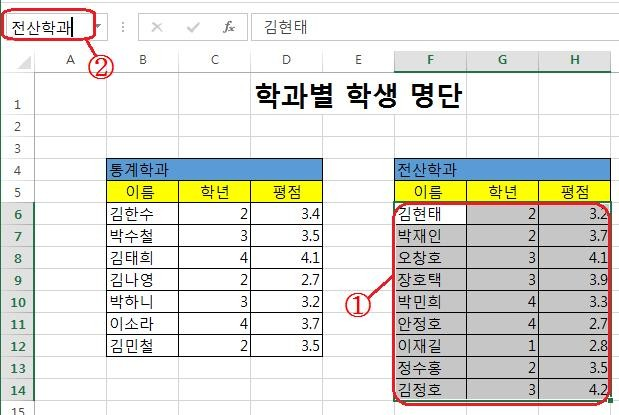 전산학과 fx 김현태
②
A B C D E F G H
1 학과별 학생 명단
2
3
4 통계학과 전산학과
5 이름 학년 평점 이름 학년 평점
6 김한수 2 3.4 김현태 2 3.2
7 박수철 3 3.5 박재인 2 3.7
8 김태희 4 4.1 오창호 3 4.1
9 김나영 2 2.7 장호택 3 3.9
①
10 박하니 3 3.2 박민희 4 3.3
11 이소라 4 3.7 안정호 4 2.7
12 김민철 2 3.5 이재길 1 2.8
13 정수홍 2 3.5
14 김정호 3 4.2
15